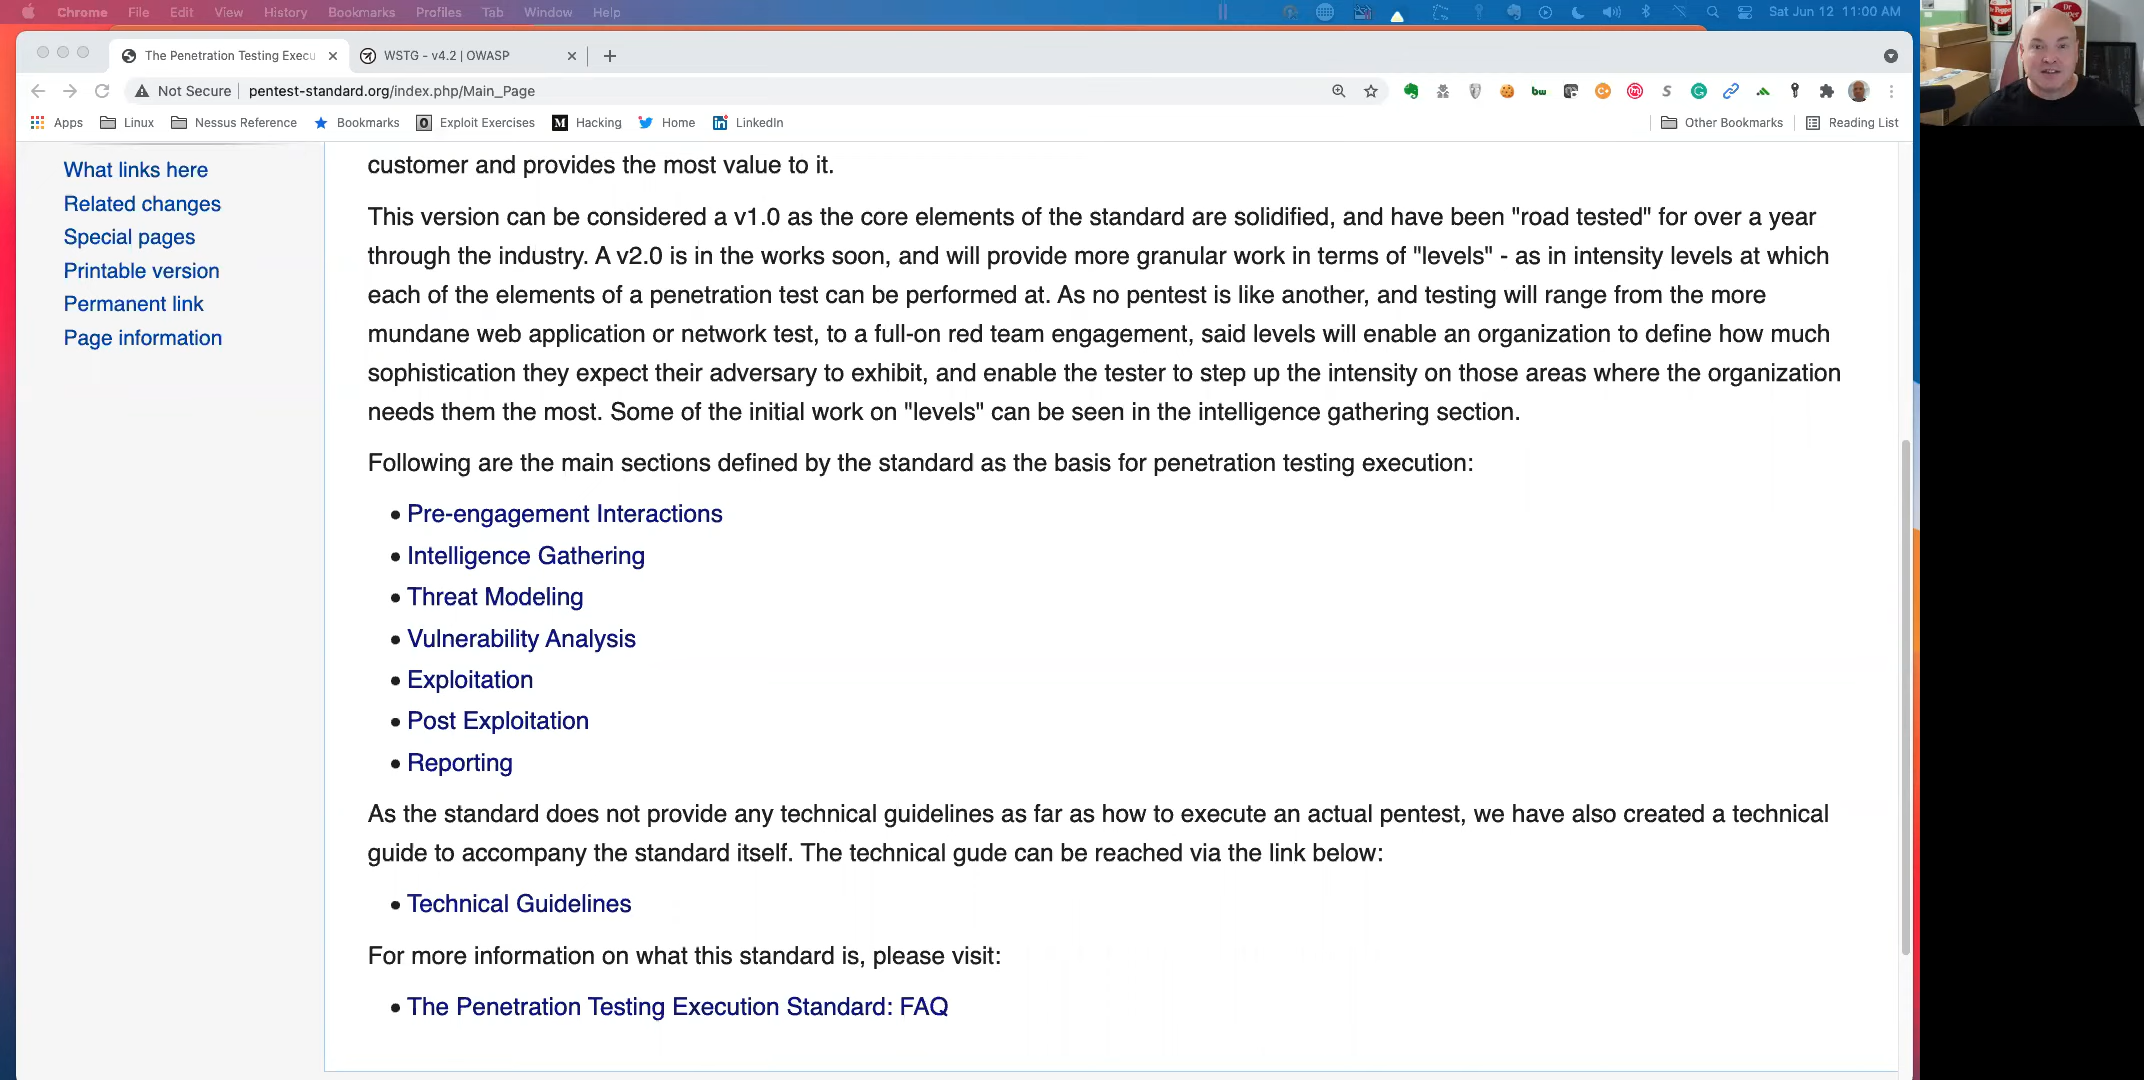 Chrome File Edit View History Bookmarks Profiles Tab Window Help Sat Jun 12 11:00 AM
The Penetration Testing Execu WSTG - v4.2 | OWASP
Not Secure pentest-standard.org/index.php/Main_Page
Apps Linux Nessus Reference Bookmarks Exploit Exercises Hacking Home LinkedIn Other Bookmarks Reading List
What links here
Related changes
Special pages
Printable version
Permanent link
Page information
customer and provides the most value to it.
This version can be considered a v1.0 as the core elements of the standard are solidified, and have been "road tested" for over a year
through the industry. A v2.0 is in the works soon, and will provide more granular work in terms of "levels" - as in intensity levels at which
each of the elements of a penetration test can be performed at. As no pentest is like another, and testing will range from the more
mundane web application or network test, to a full-on red team engagement, said levels will enable an organization to define how much
sophistication they expect their adversary to exhibit, and enable the tester to step up the intensity on those areas where the organization
needs them the most. Some of the initial work on "levels" can be seen in the intelligence gathering section.
Following are the main sections defined by the standard as the basis for penetration testing execution:
• Pre-engagement Interactions
• Intelligence Gathering
• Threat Modeling
• Vulnerability Analysis
• Exploitation
• Post Exploitation
• Reporting
As the standard does not provide any technical guidelines as far as how to execute an actual pentest, we have also created a technical
guide to accompany the standard itself. The technical gude can be reached via the link below:
• Technical Guidelines
For more information on what this standard is, please visit:
• The Penetration Testing Execution Standard: FAQ